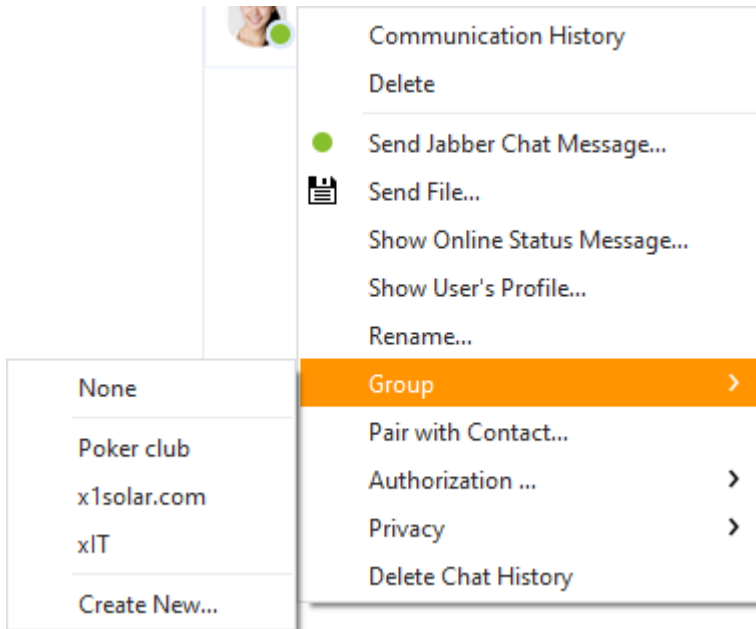 Communication History
Delete
Send Jabber Chat Message...
Send File...
Show Online Status Message...
Show User's Profile...
Rename...
Group
Pair with Contact...
Authorization ...
Privacy
Delete Chat History
None
Poker club
x1solar.com
xIT
Create New...